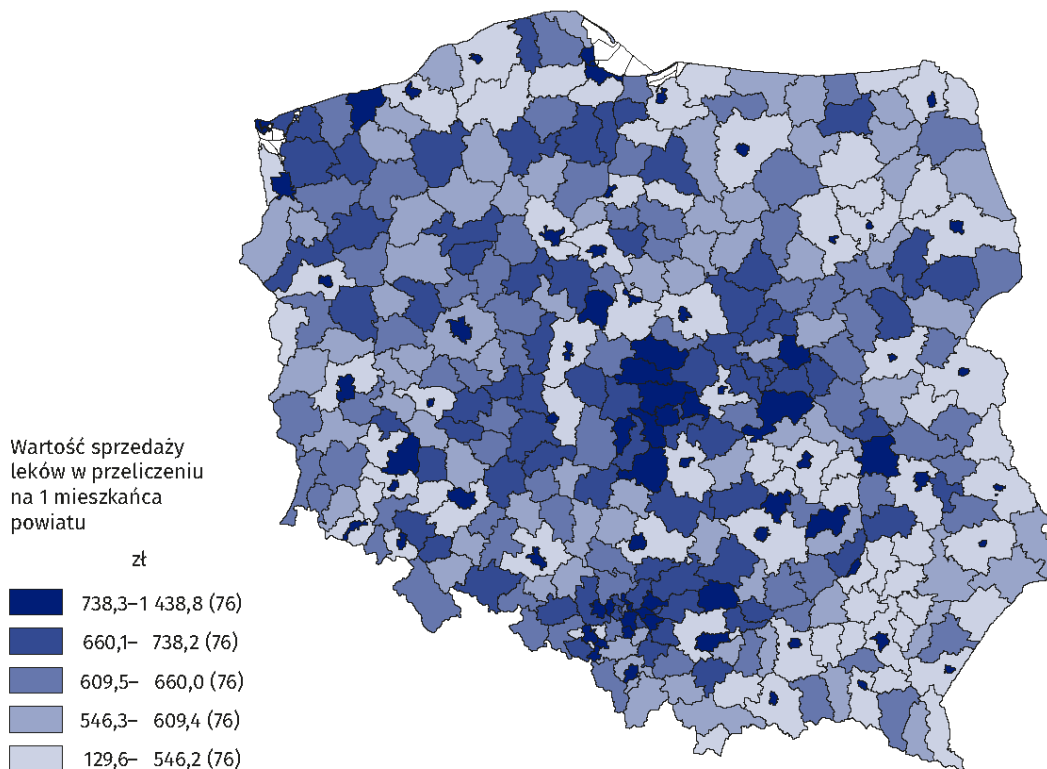 Wartość sprzedaży
leków w przeliczeniu
na 1 mieszkańca
powiatu
zł
738,3–1 438,8 (76)
660,1– 738,2 (76)
609,5– 660,0 (76)
546,3– 609,4 (76)
129,6– 546,2 (76)